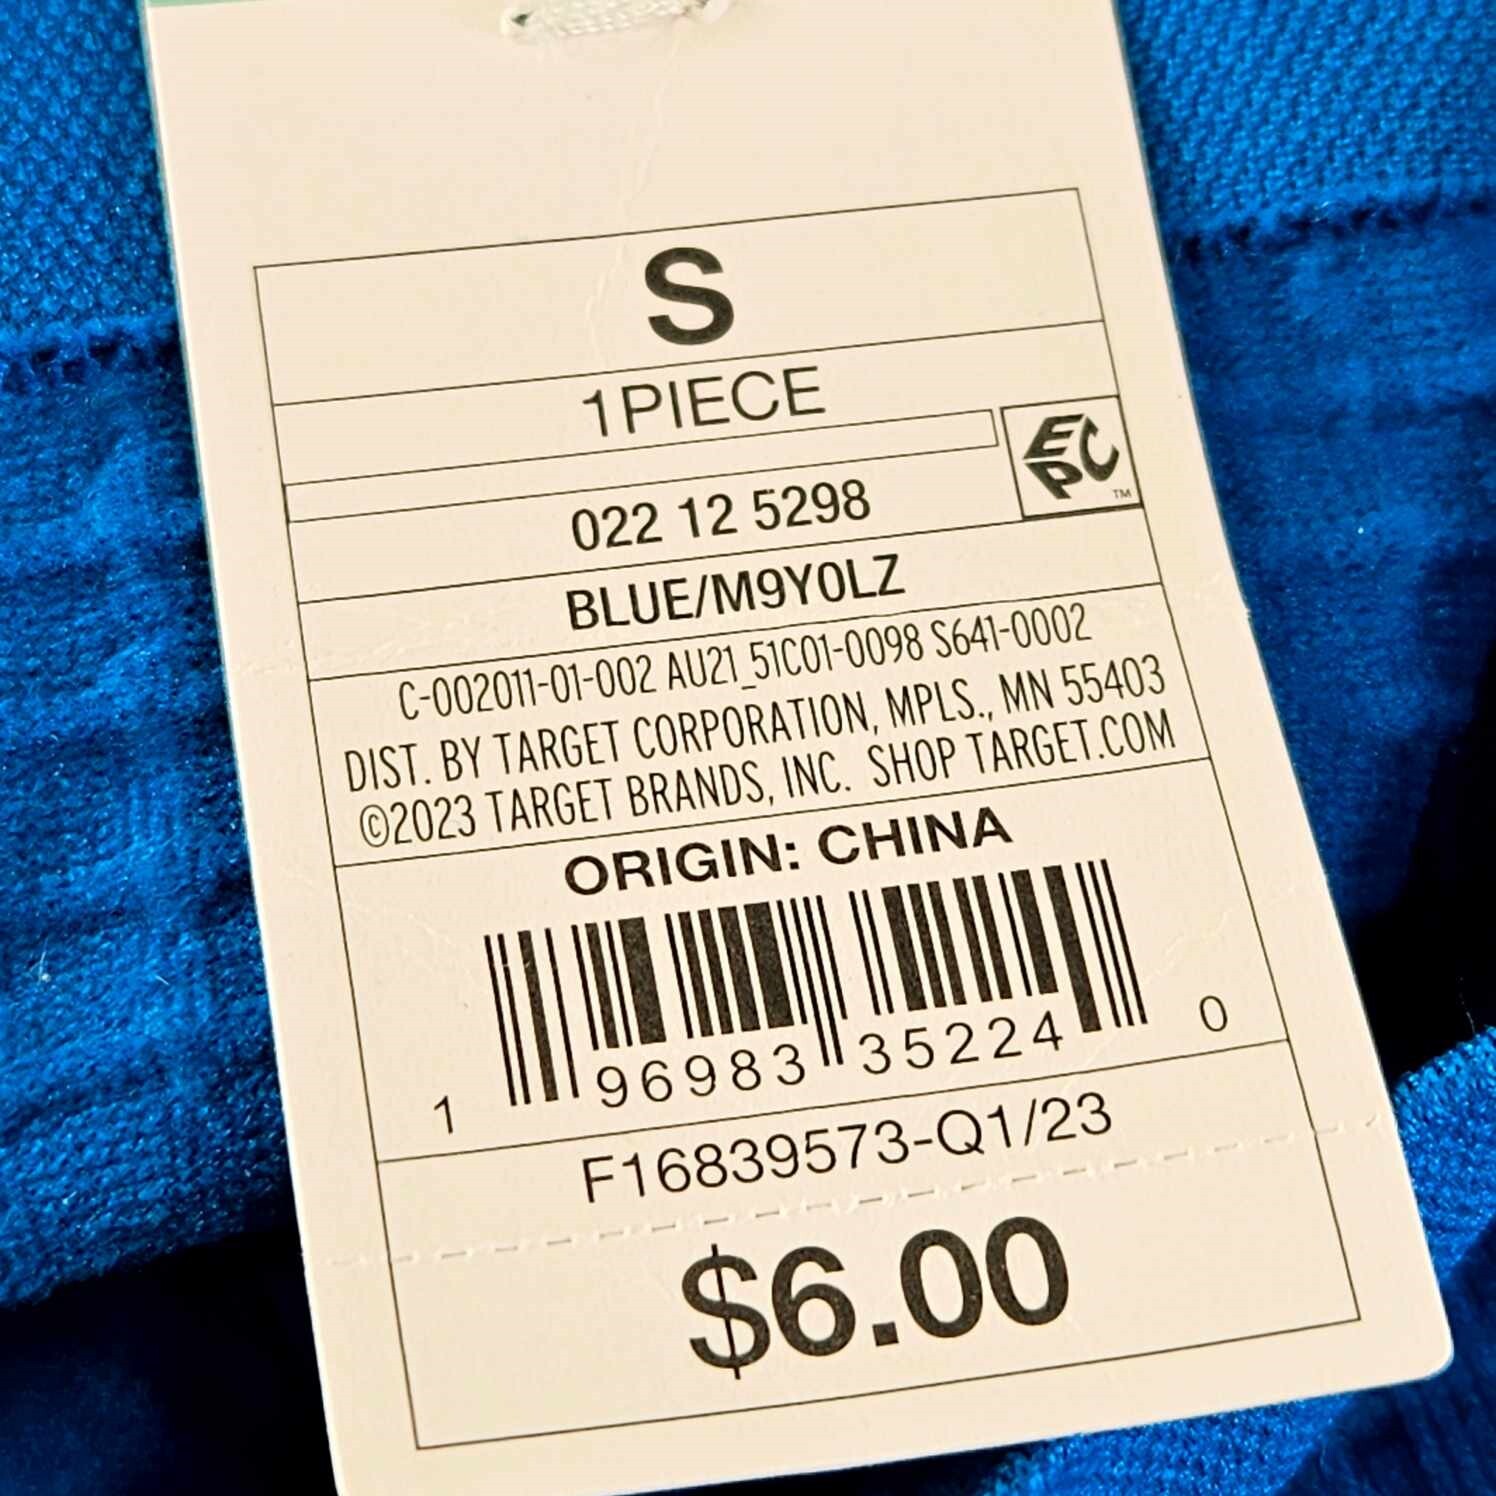 S
1PIECE
EPC™
022 12 5298
BLUE/M9Y0LZ
C-002011-01-002 AU21_51C01-0098 S641-0002
DIST. BY TARGET CORPORATION, MPLS., MN 55403
©2023 TARGET BRANDS, INC. SHOP TARGET.COM
ORIGIN: CHINA
1 96983 35224 0
F16839573-Q1/23
$6.00